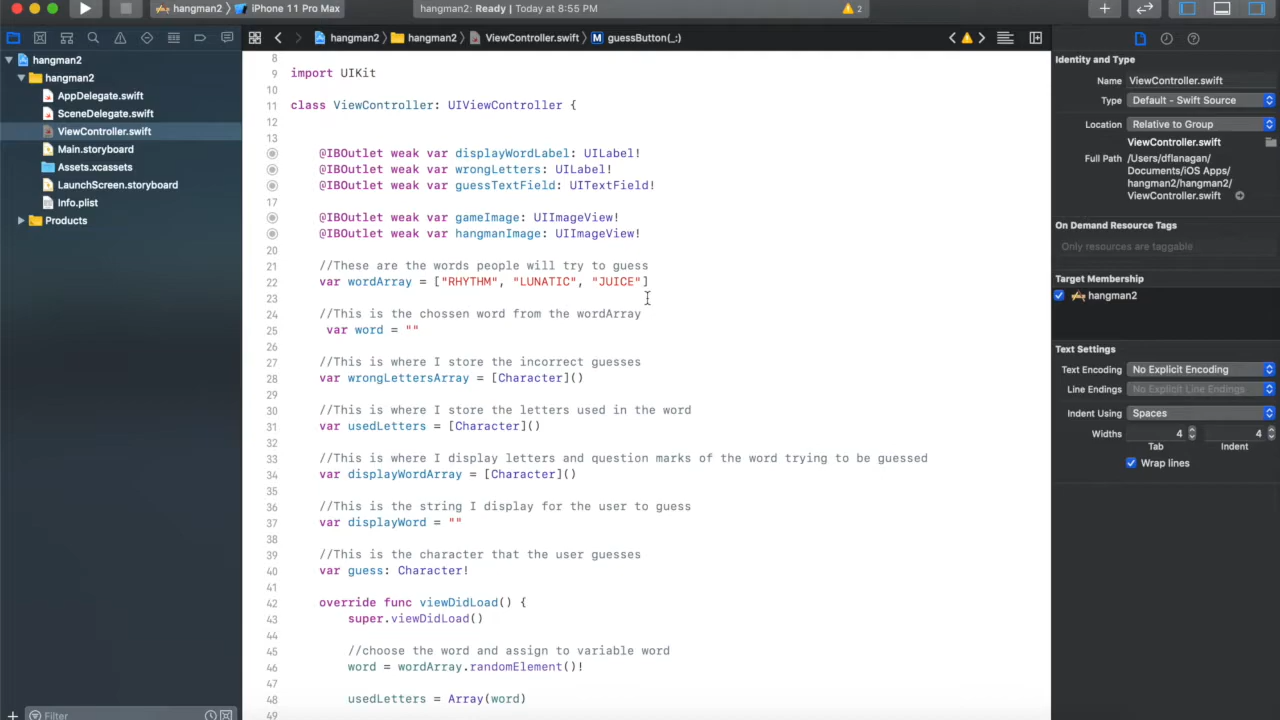 hangman2 〉 iPhone 11 Pro Max
hangman2: Ready | Today at 8:55 PM
2
hangman2 〉 hangman2 〉 ViewController.swift 〉 M guessButton(_:)
hangman2
hangman2
AppDelegate.swift
SceneDelegate.swift
ViewController.swift
Main.storyboard
Assets.xcassets
LaunchScreen.storyboard
Info.plist
Products
Filter
8
9 import UIKit
10
11 class ViewController: UIViewController {
12
13
@IBOutlet weak var displayWordLabel: UILabel!
@IBOutlet weak var wrongLetters: UILabel!
@IBOutlet weak var guessTextField: UITextField!
17
@IBOutlet weak var gameImage: UIImageView!
@IBOutlet weak var hangmanImage: UIImageView!
20
21 //These are the words people will try to guess
22 var wordArray = ["RHYTHM", "LUNATIC", "JUICE"]
23
24 //This is the chossen word from the wordArray
25 var word = ""
26
27 //This is where I store the incorrect guesses
28 var wrongLettersArray = [Character]()
29
30 //This is where I store the letters used in the word
31 var usedLetters = [Character]()
32
33 //This is where I display letters and question marks of the word trying to be guessed
34 var displayWordArray = [Character]()
35
36 //This is the string I display for the user to guess
37 var displayWord = ""
38
39 //This is the character that the user guesses
40 var guess: Character!
41
42 override func viewDidLoad() {
43 super.viewDidLoad()
44
45 //choose the word and assign to variable word
46 word = wordArray.randomElement()!
47
48 usedLetters = Array(word)
49
Identity and Type
Name ViewController.swift
Type Default - Swift Source
Location Relative to Group
ViewController.swift
Full Path /Users/dflanagan/
Documents/iOS Apps/
hangman2/hangman2/
ViewController.swift
On Demand Resource Tags
Only resources are taggable
Target Membership
hangman2
Text Settings
Text Encoding No Explicit Encoding
Line Endings No Explicit Line Endings
Indent Using Spaces
Widths 4 4
Tab Indent
Wrap lines